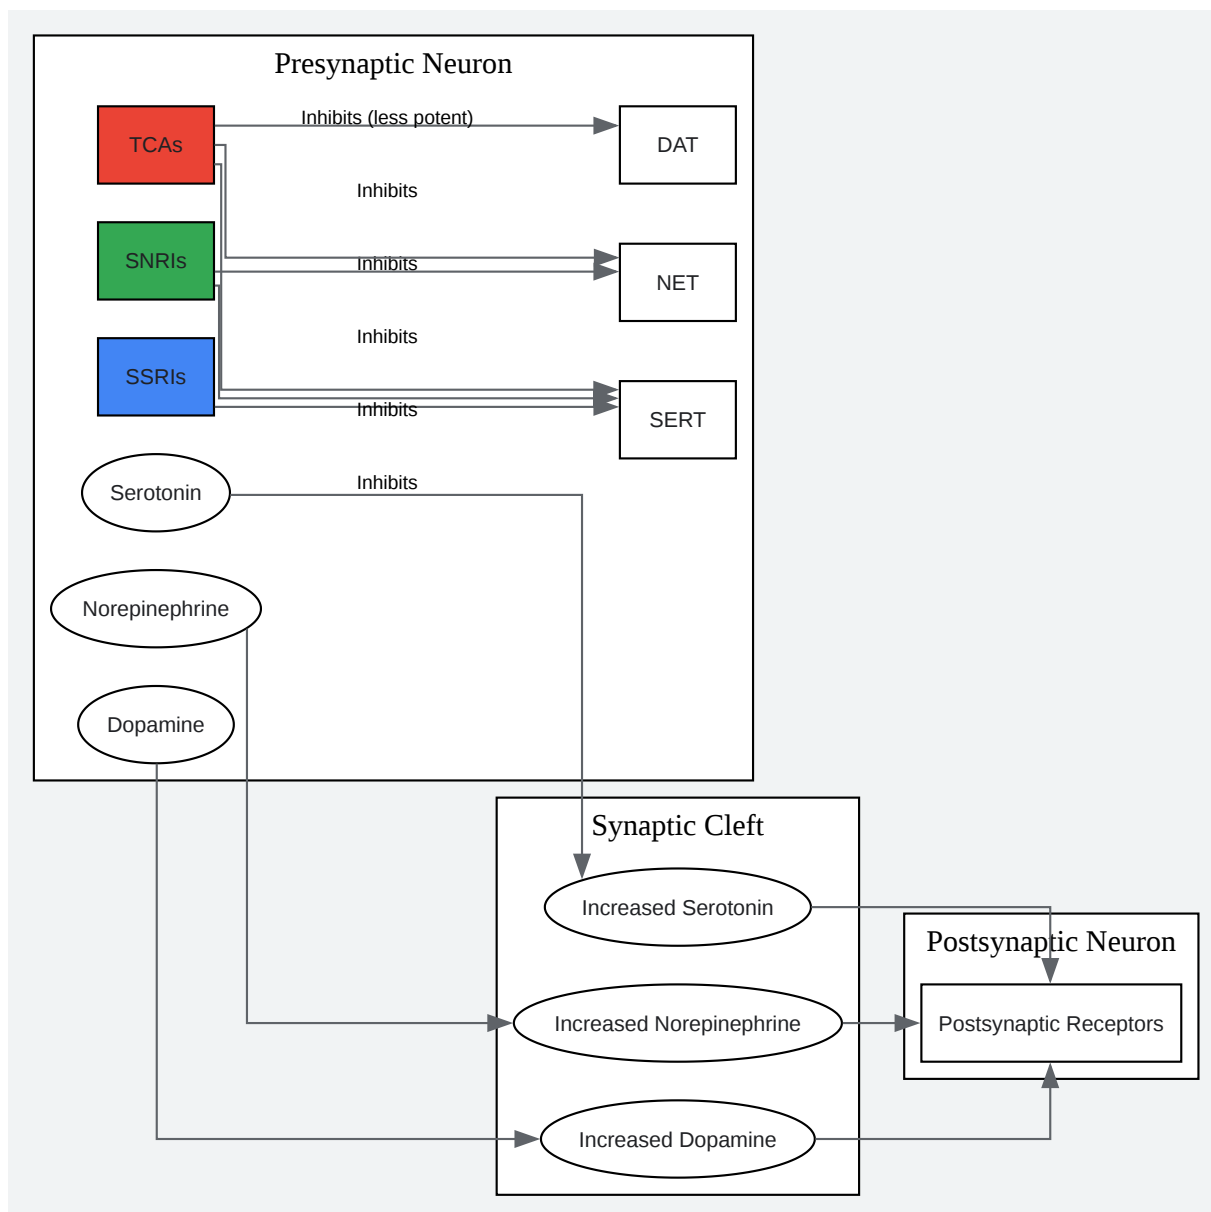 Presynaptic Neuron
TCAs
Inhibits (less potent)
DAT
Inhibits
SNRIs
Inhibits
NET
Inhibits
SSRIs
Inhibits
SERT
Serotonin
Inhibits
Norepinephrine
Dopamine
Synaptic Cleft
Increased Serotonin
Postsynaptic Neuron
Increased Norepinephrine
Postsynaptic Receptors
Increased Dopamine